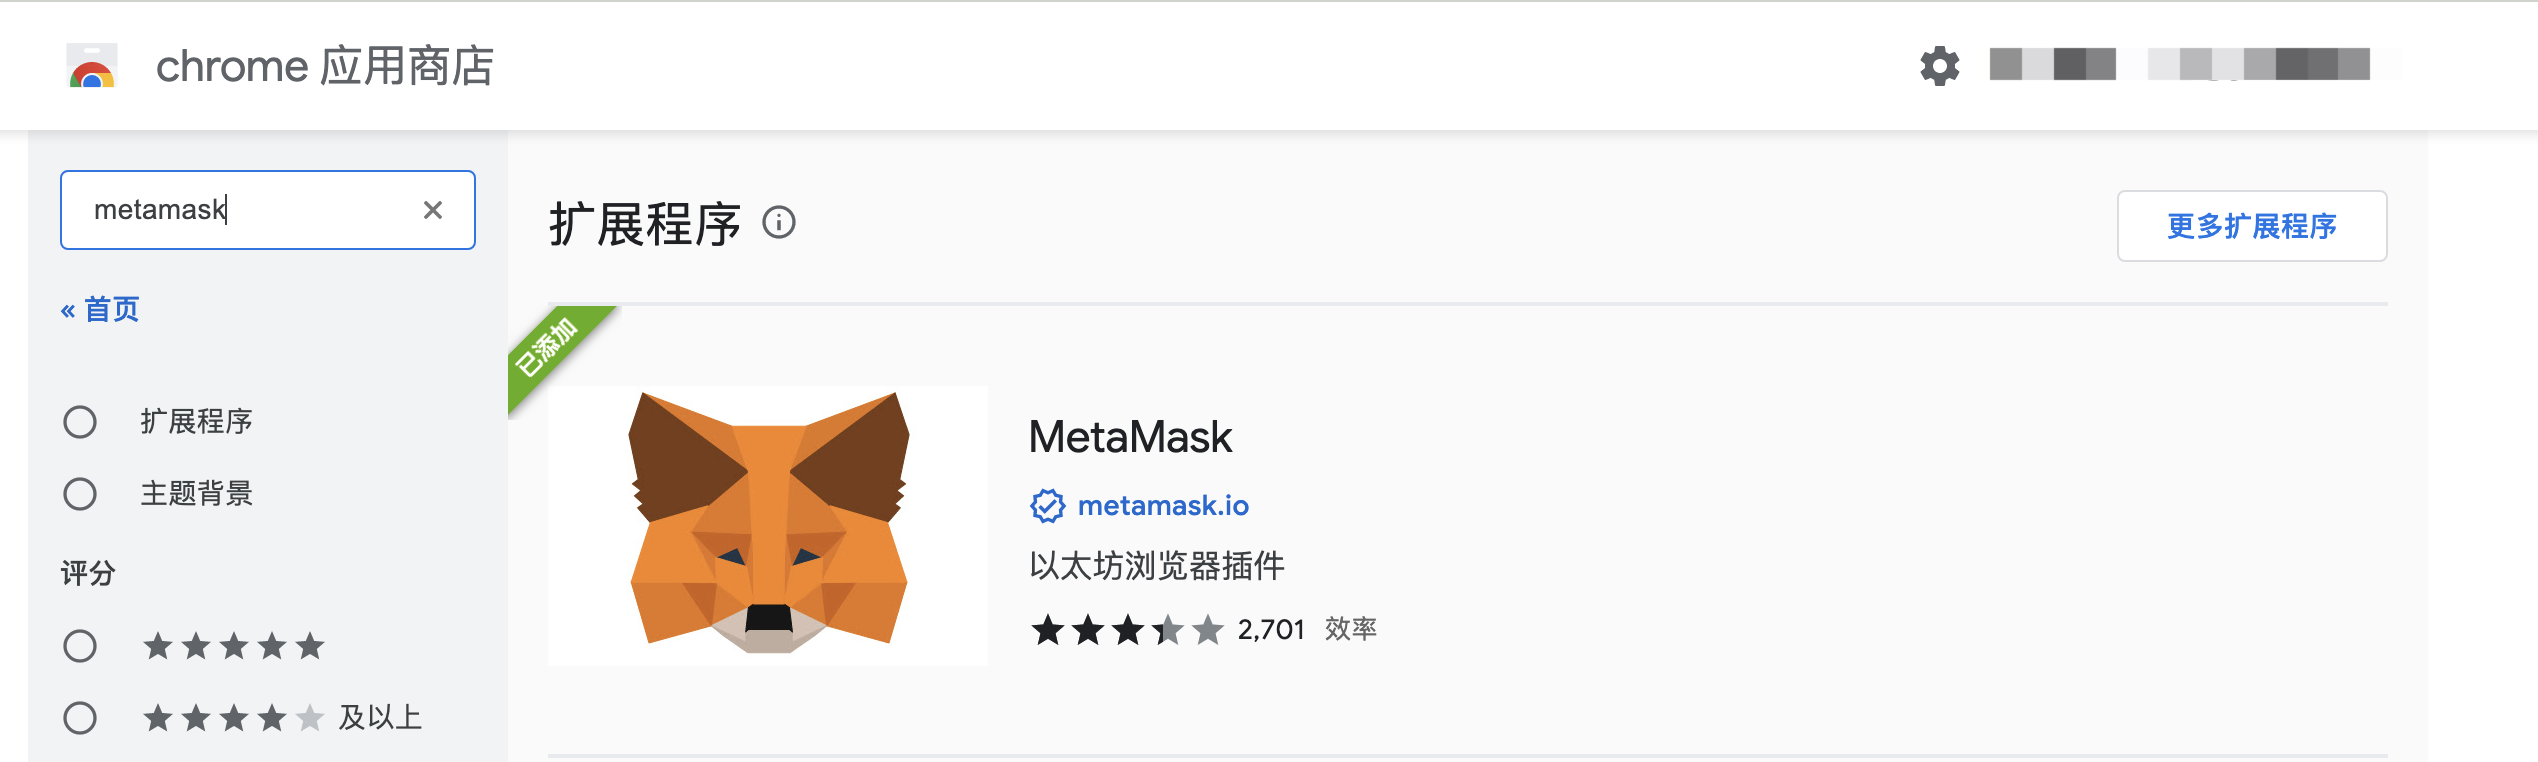 chrome 应用商店
metamask
« 首页
扩展程序
主题背景
评分
及以上
扩展程序
更多扩展程序
已添加
MetaMask
metamask.io
以太坊浏览器插件
2,701 效率